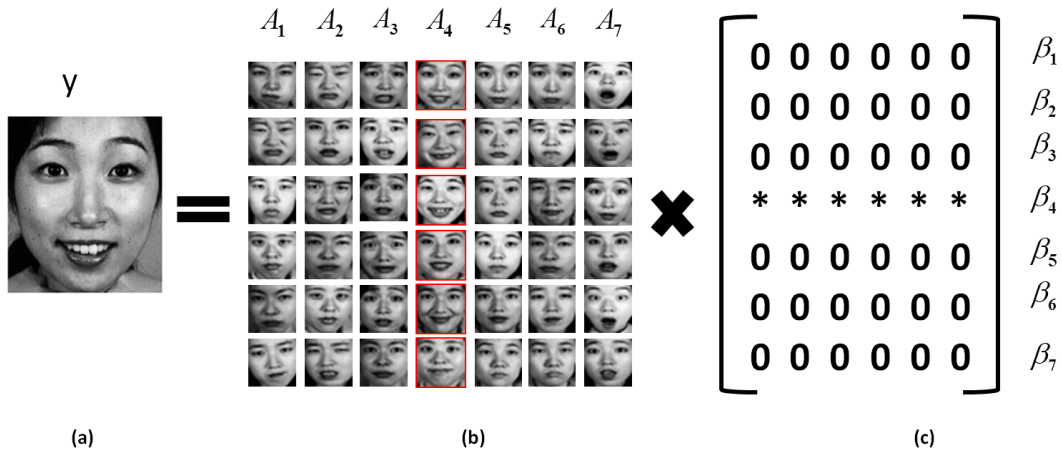 A₁ A₂ A₃ A₄ A₅ A₆ A₇
y
=
×
0 0 0 0 0 0 β₁
0 0 0 0 0 0 β₂
0 0 0 0 0 0 β₃
* * * * * * β₄
0 0 0 0 0 0 β₅
0 0 0 0 0 0 β₆
0 0 0 0 0 0 β₇
(a) (b) (c)